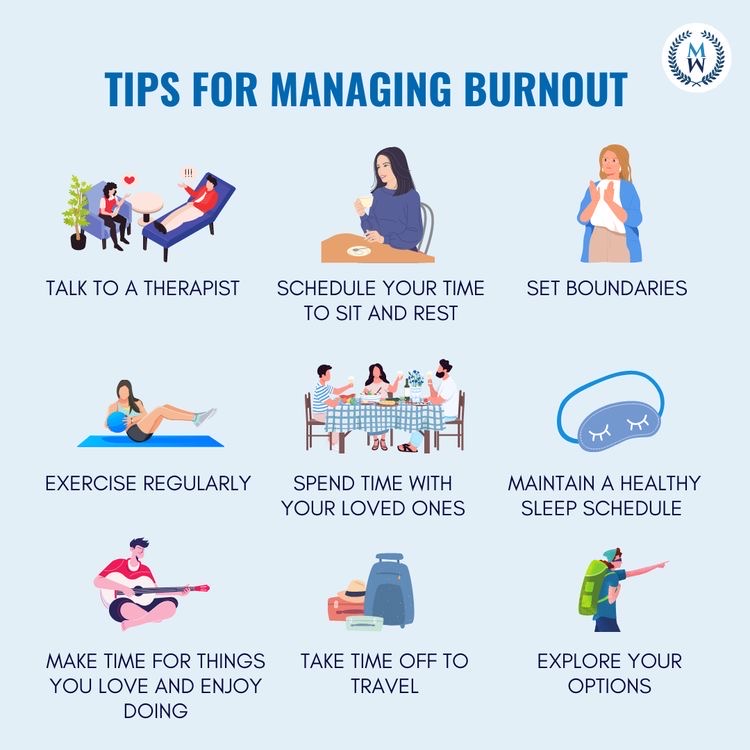 M
W
TIPS FOR MANAGING BURNOUT
!!!
TALK TO A THERAPIST
SCHEDULE YOUR TIME
TO SIT AND REST
SET BOUNDARIES
EXERCISE REGULARLY
SPEND TIME WITH
YOUR LOVED ONES
MAINTAIN A HEALTHY
SLEEP SCHEDULE
MAKE TIME FOR THINGS
YOU LOVE AND ENJOY
DOING
TAKE TIME OFF TO
TRAVEL
EXPLORE YOUR
OPTIONS